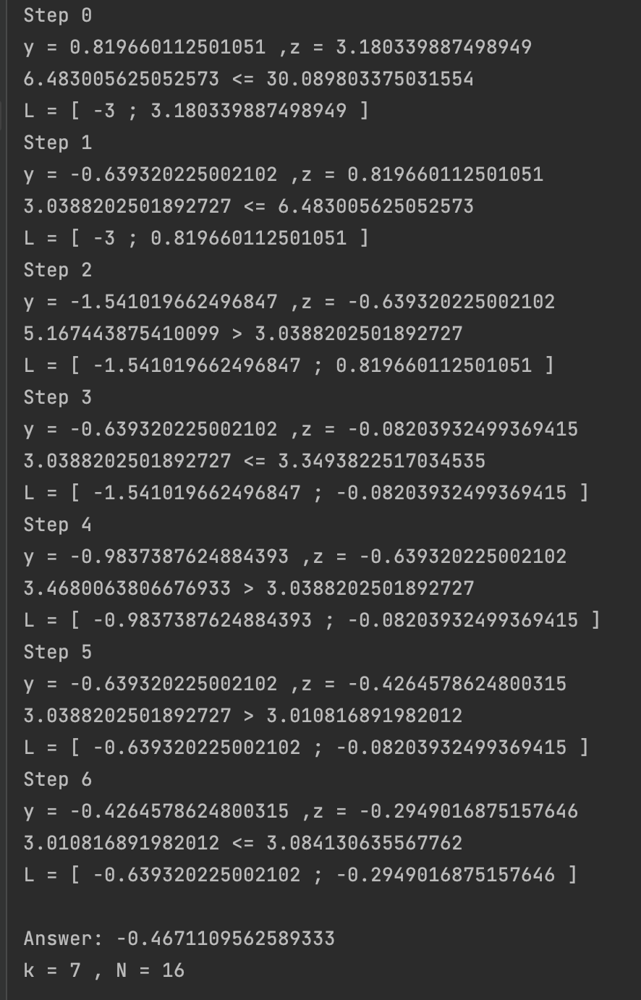 Step 0
y = 0.819660112501051 ,z = 3.180339887498949
6.483005625052573 <= 30.089803375031554
L = [ -3 ; 3.180339887498949 ]
Step 1
y = -0.639320225002102 ,z = 0.819660112501051
3.0388202501892727 <= 6.483005625052573
L = [ -3 ; 0.819660112501051 ]
Step 2
y = -1.541019662496847 ,z = -0.639320225002102
5.167443875410099 > 3.0388202501892727
L = [ -1.541019662496847 ; 0.819660112501051 ]
Step 3
y = -0.639320225002102 ,z = -0.08203932499369415
3.0388202501892727 <= 3.3493822517034535
L = [ -1.541019662496847 ; -0.08203932499369415 ]
Step 4
y = -0.9837387624884393 ,z = -0.639320225002102
3.4680063806676933 > 3.0388202501892727
L = [ -0.9837387624884393 ; -0.08203932499369415 ]
Step 5
y = -0.639320225002102 ,z = -0.4264578624800315
3.0388202501892727 > 3.010816891982012
L = [ -0.639320225002102 ; -0.08203932499369415 ]
Step 6
y = -0.4264578624800315 ,z = -0.2949016875157646
3.010816891982012 <= 3.084130635567762
L = [ -0.639320225002102 ; -0.2949016875157646 ]
Answer: -0.4671109562589333
k = 7 , N = 16